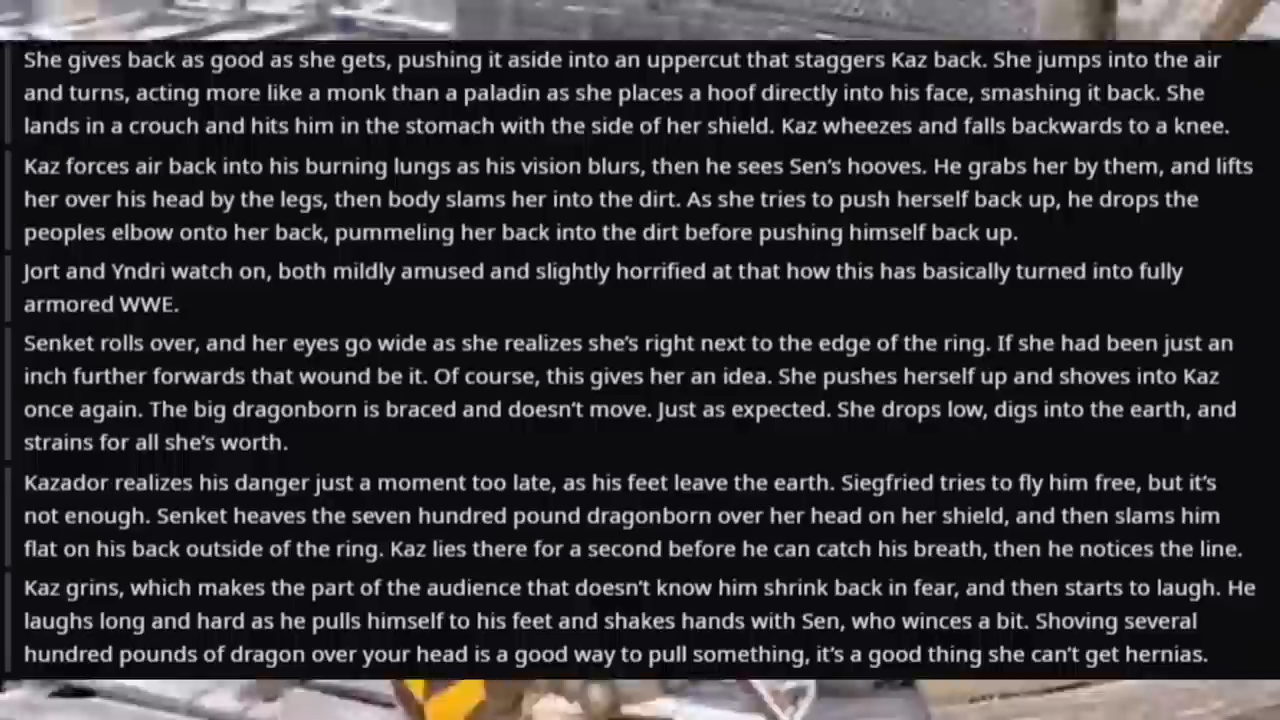 She gives back as good as she gets, pushing it aside into an uppercut that staggers Kaz back. She jumps into the air
and turns, acting more like a monk than a paladin as she places a hoof directly into his face, smashing it back. She
lands in a crouch and hits him in the stomach with the side of her shield. Kaz wheezes and falls backwards to a knee.
Kaz forces air back into his burning lungs as his vision blurs, then he sees Sen’s hooves. He grabs her by them, and lifts
her over his head by the legs, then body slams her into the dirt. As she tries to push herself back up, he drops the
peoples elbow onto her back, pummeling her back into the dirt before pushing himself back up.
Jort and Yndri watch on, both mildly amused and slightly horrified at that how this has basically turned into fully
armored WWE.
Senket rolls over, and her eyes go wide as she realizes she’s right next to the edge of the ring. If she had been just an
inch further forwards that wound be it. Of course, this gives her an idea. She pushes herself up and shoves into Kaz
once again. The big dragonborn is braced and doesn’t move. Just as expected. She drops low, digs into the earth, and
strains for all she’s worth.
Kazador realizes his danger just a moment too late, as his feet leave the earth. Siegfried tries to fly him free, but it’s
not enough. Senket heaves the seven hundred pound dragonborn over her head on her shield, and then slams him
flat on his back outside of the ring. Kaz lies there for a second before he can catch his breath, then he notices the line.
Kaz grins, which makes the part of the audience that doesn’t know him shrink back in fear, and then starts to laugh. He
laughs long and hard as he pulls himself to his feet and shakes hands with Sen, who winces a bit. Shoving several
hundred pounds of dragon over your head is a good way to pull something, it’s a good thing she can’t get hernias.